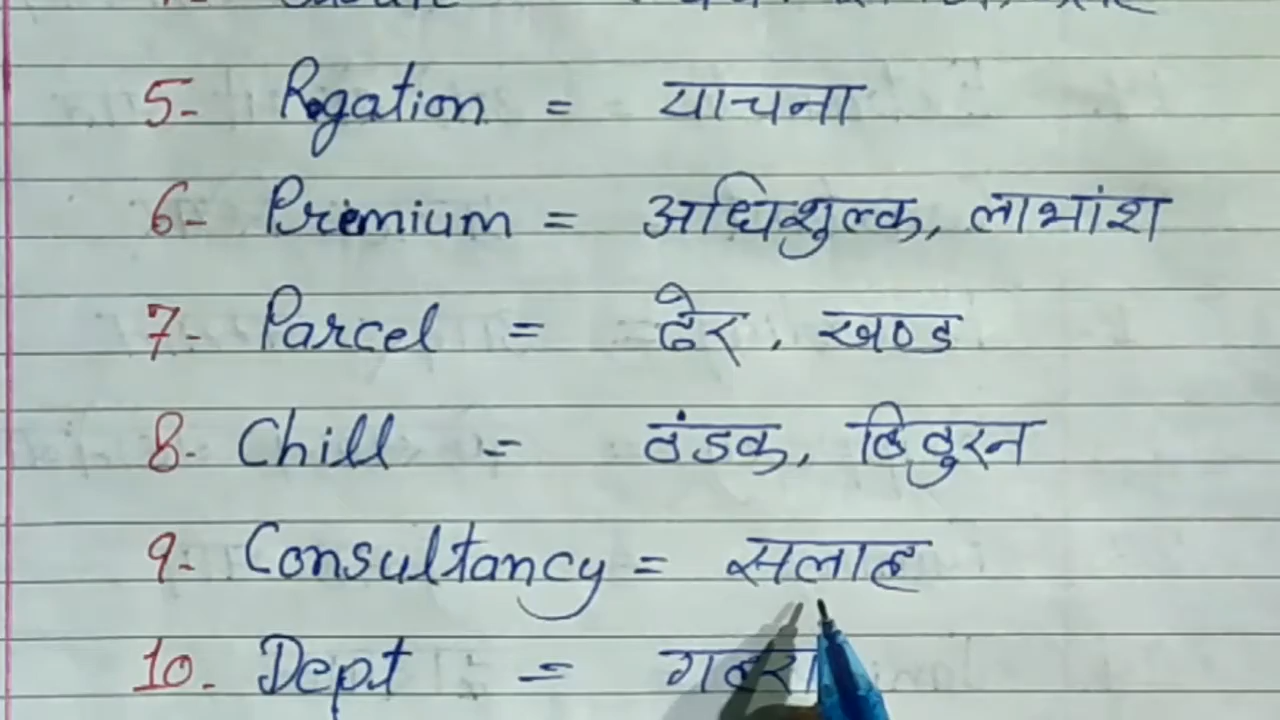 5- Rogation = याचना
6- Premium = अधिशुल्क, लाभांश
7- Parcel = ढेर, खण्ड
8- Chill = ठंडक, ठिठुरन
9- Consultancy = सलाह
10- Dept =